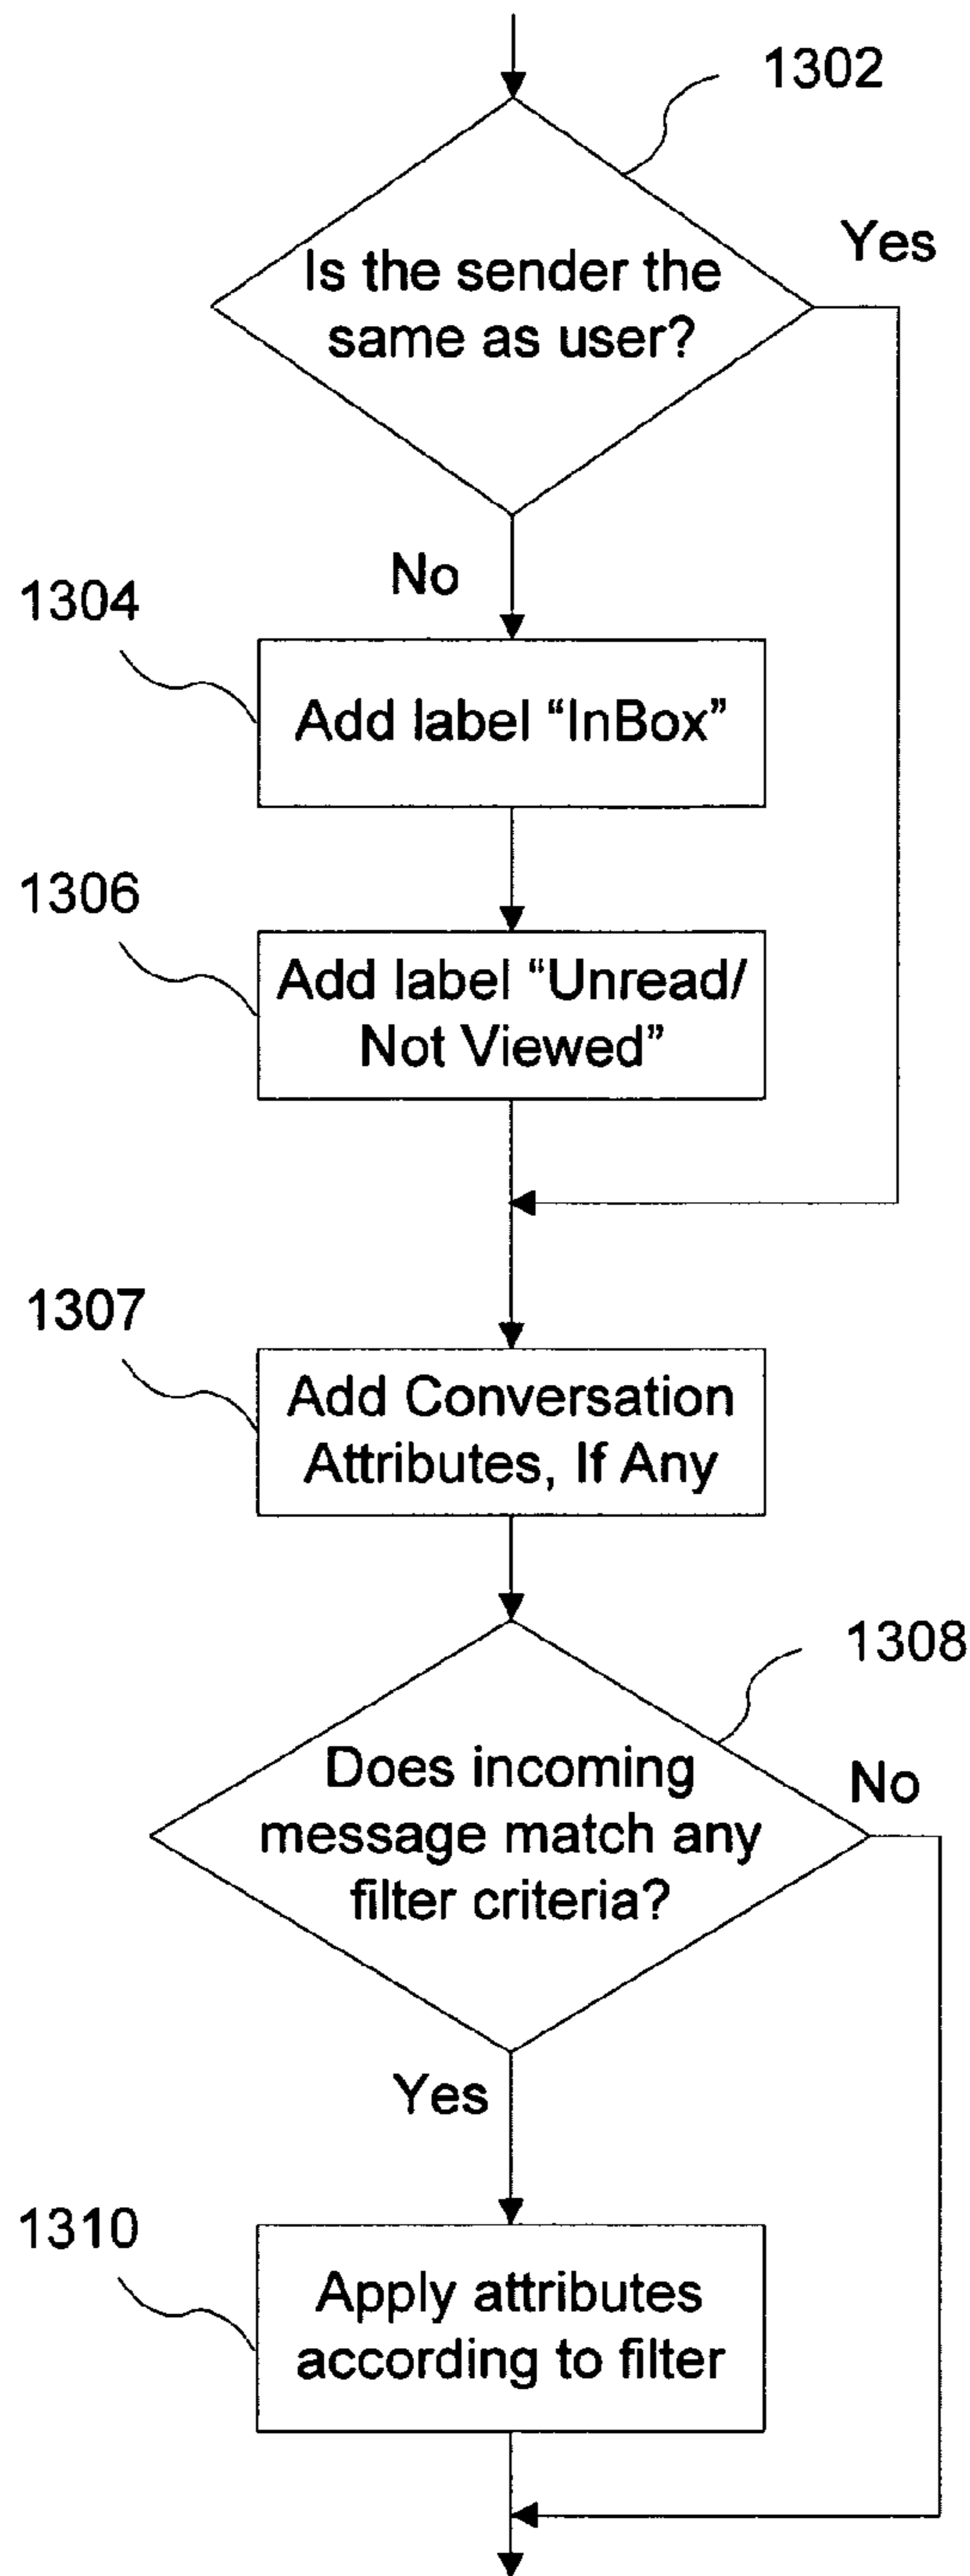 1302
Yes
Is the sender the
same as user?
No
1304
Add label “InBox”
1306
Add label “Unread/
Not Viewed”
1307
Add Conversation
Attributes, If Any
1308
No
Does incoming
message match any
filter criteria?
Yes
1310
Apply attributes
according to filter